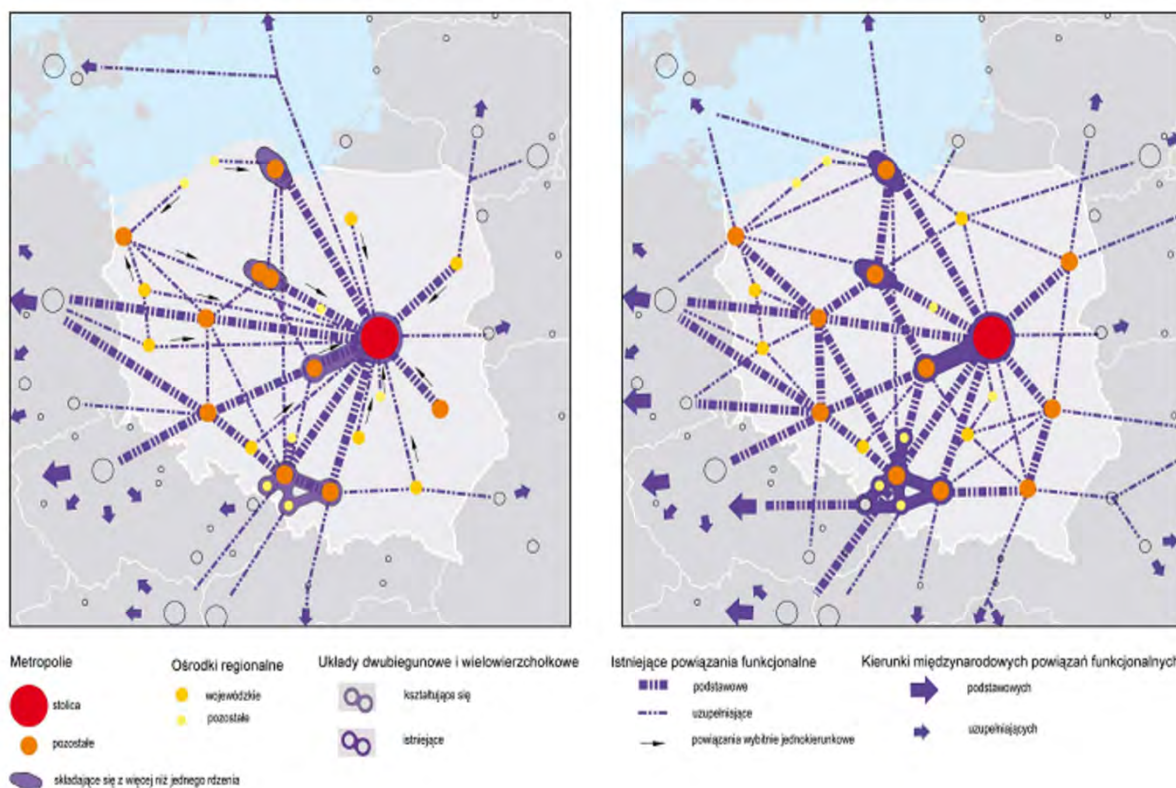 Metropolie
stolica
pozostałe
składające się z więcej niż jednego rdzenia
Ośrodki regionalne
wojewódzkie
pozostałe
Układy dwubiegunowe i wielowierzchołkowe
kształtujące się
istniejące
Istniejące powiązania funkcjonalne
podstawowe
uzupełniające
powiązania wybitnie jednokierunkowe
Kierunki międzynarodowych powiązań funkcjonalnych
podstawowych
uzupełniających